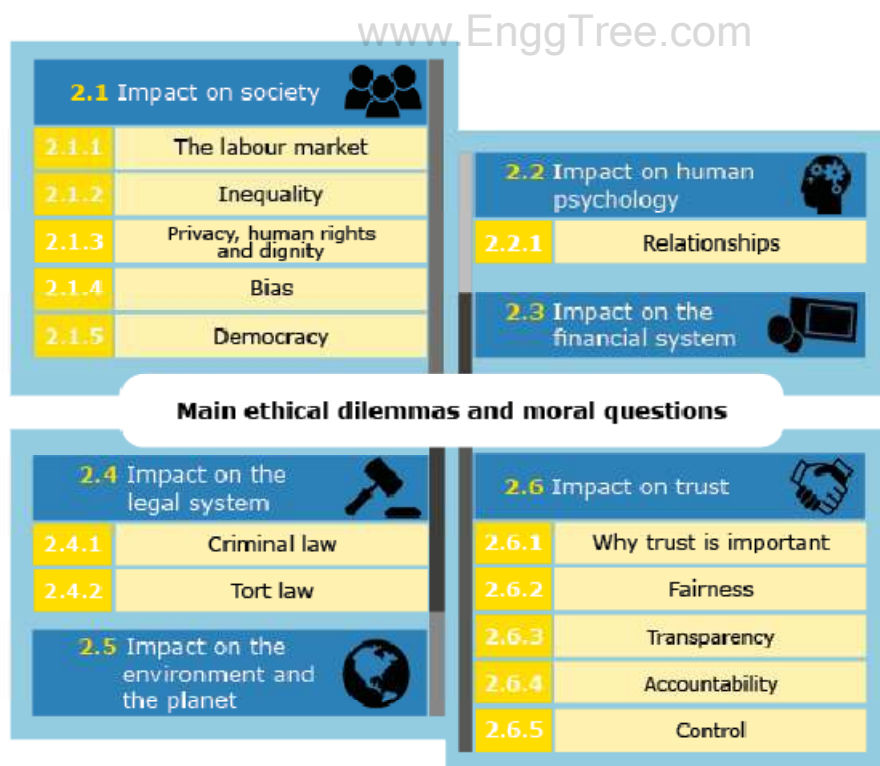 www.EnggTree.com
2.1 Impact on society
2.1.1 The labour market
2.1.2 Inequality
2.1.3 Privacy, human rights
and dignity
2.1.4 Bias
2.1.5 Democracy
2.2 Impact on human
psychology
2.2.1 Relationships
2.3 Impact on the
financial system
Main ethical dilemmas and moral questions
2.4 Impact on the
legal system
2.4.1 Criminal law
2.4.2 Tort law
2.5 Impact on the
environment and
the planet
2.6 Impact on trust
2.6.1 Why trust is important
2.6.2 Fairness
2.6.3 Transparency
2.6.4 Accountability
2.6.5 Control